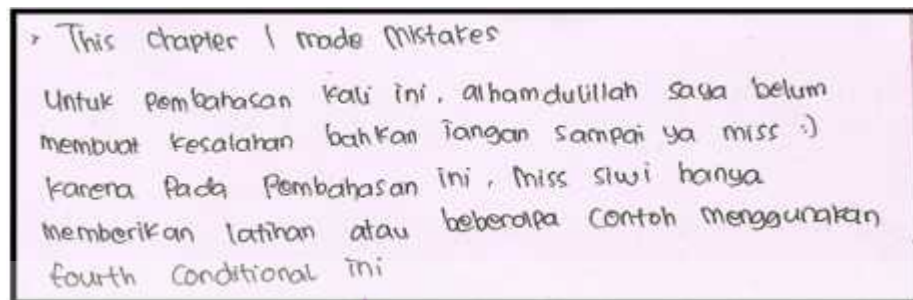 > This chapter I made mistakes
Untuk pembahasan kali ini, alhamdulillah saya belum
membuat kesalahan bahkan jangan sampai ya miss :)
karena pada pembahasan ini, miss siwi hanya
memberikan latihan atau beberapa contoh menggunakan
fourth conditional ini